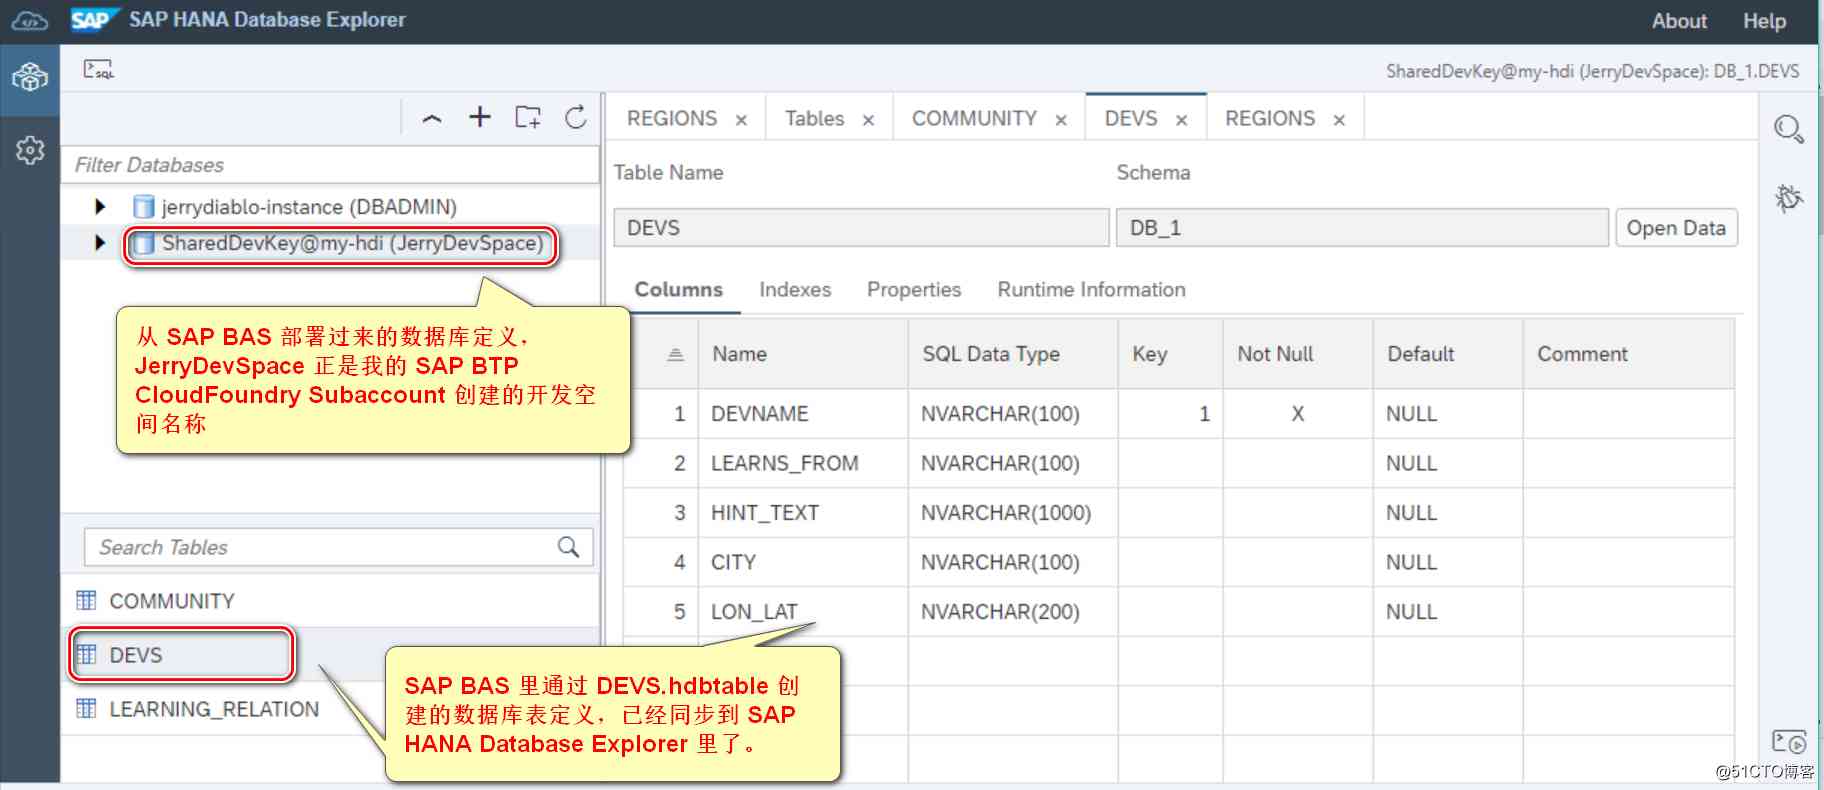 SAP SAP HANA Database Explorer
About Help
SQL
SharedDevKey@my-hdi (JerryDevSpace): DB_1.DEVS
REGIONS × Tables × COMMUNITY × DEVS × REGIONS ×
Filter Databases
jerrydiablo-instance (DBADMIN)
SharedDevKey@my-hdi (JerryDevSpace)
从 SAP BAS 部署过来的数据库定义，
JerryDevSpace 正是我的 SAP BTP
CloudFoundry Subaccount 创建的开发空
间名称
Search Tables
COMMUNITY
DEVS
LEARNING_RELATION
Table Name Schema
DEVS DB_1 Open Data
Columns Indexes Properties Runtime Information
Name SQL Data Type Key Not Null Default Comment
1 DEVNAME NVARCHAR(100) 1 X NULL
2 LEARNS_FROM NVARCHAR(100) NULL
3 HINT_TEXT NVARCHAR(1000) NULL
4 CITY NVARCHAR(100) NULL
5 LON_LAT NVARCHAR(200) NULL
SAP BAS 里通过 DEVS.hdbtable 创
建的数据库表定义，已经同步到 SAP
HANA Database Explorer 里了。
@51CTO博客